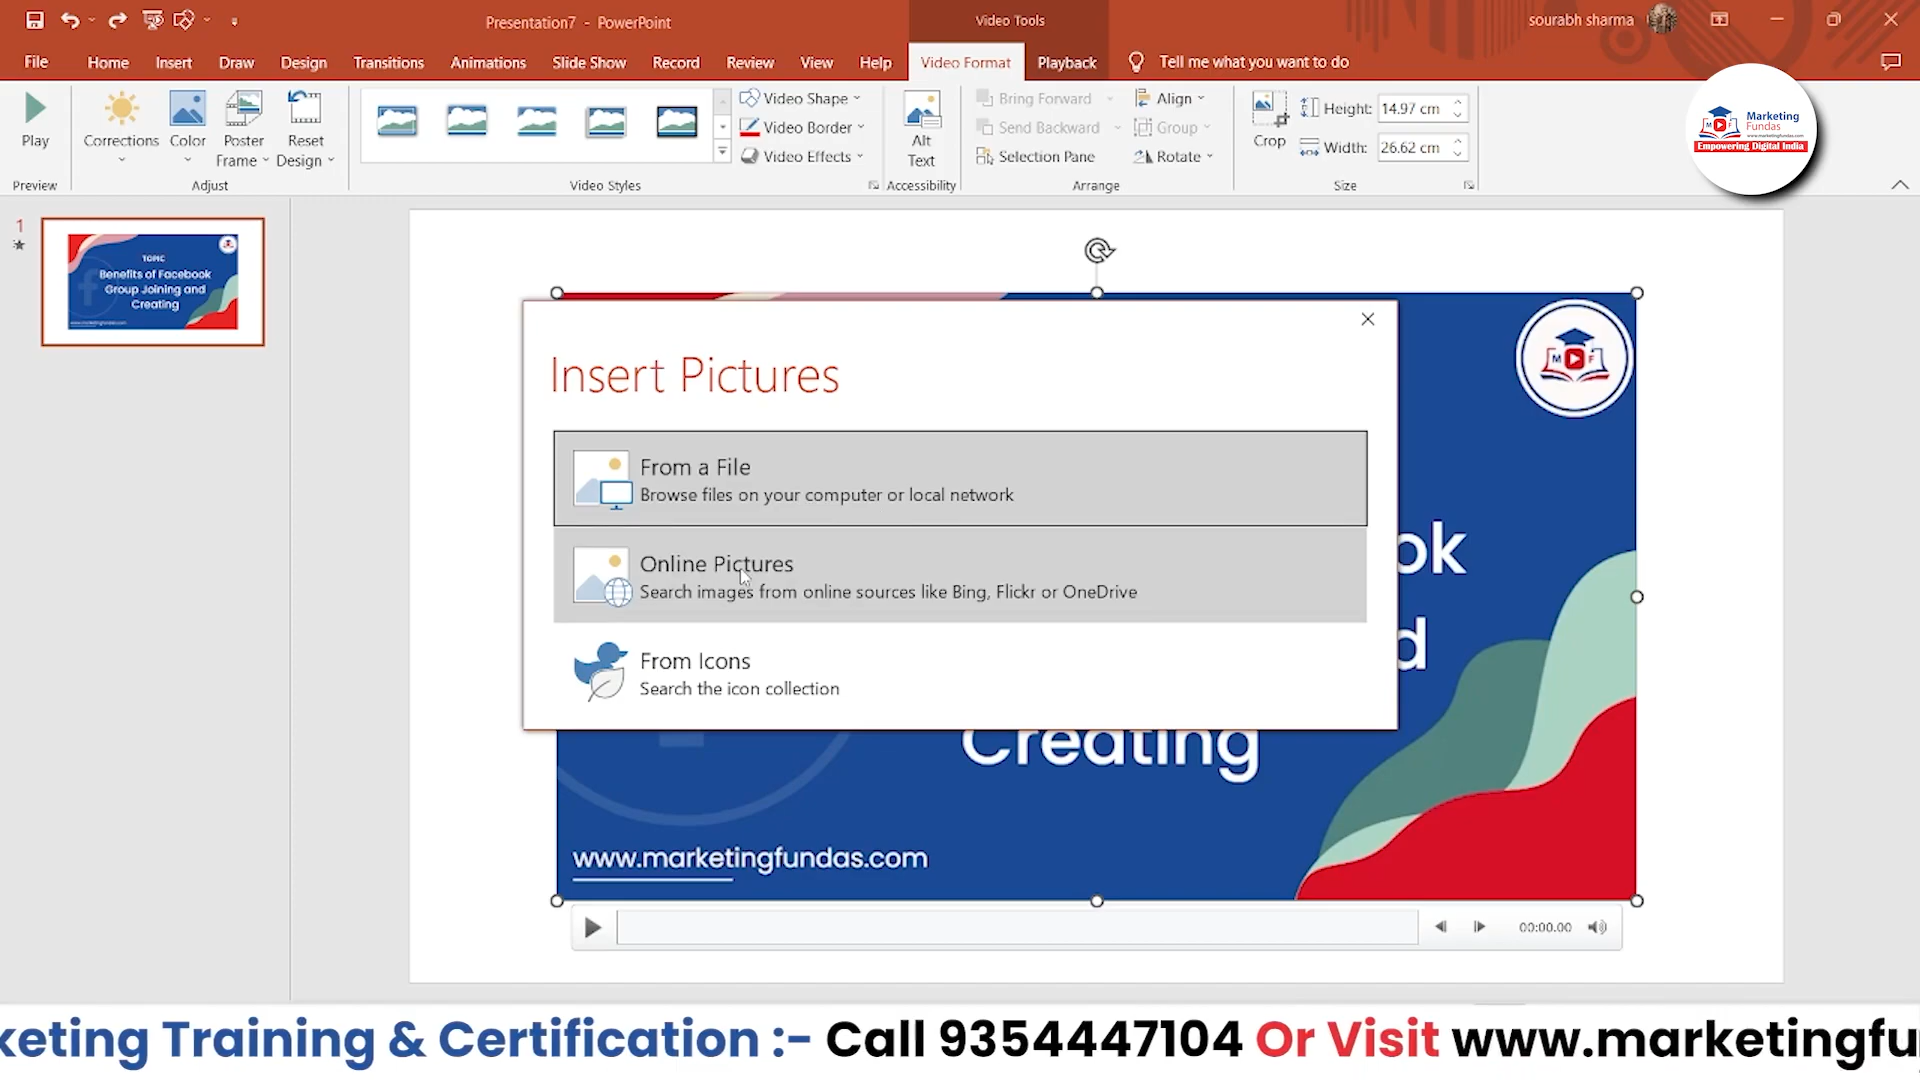 Presentation7 - PowerPoint
Video Tools
sourabh sharma
File
Home
Insert
Draw
Design
Transitions
Animations
Slide Show
Record
Review
View
Help
Video Format
Playback
Tell me what you want to do
Play
Corrections
Color
Poster
Frame
Reset
Design
Video Shape
Video Border
Video Effects
Alt
Text
Bring Forward
Send Backward
Selection Pane
Align
Group
Rotate
Crop
Height:
14.97 cm
Width:
26.62 cm
Preview
Adjust
Video Styles
Accessibility
Arrange
Size
Marketing
Fundas
Empowering Digital India
M F
1
TOPIC
Benefits of Facebook
Group Joining and
Creating
Insert Pictures
From a File
Browse files on your computer or local network
Online Pictures
Search images from online sources like Bing, Flickr or OneDrive
From Icons
Search the icon collection
M F
ok
d
Creating
www.marketingfundas.com
00:00.00
keting Training & Certification :- Call 9354447104 Or Visit www.marketingfu